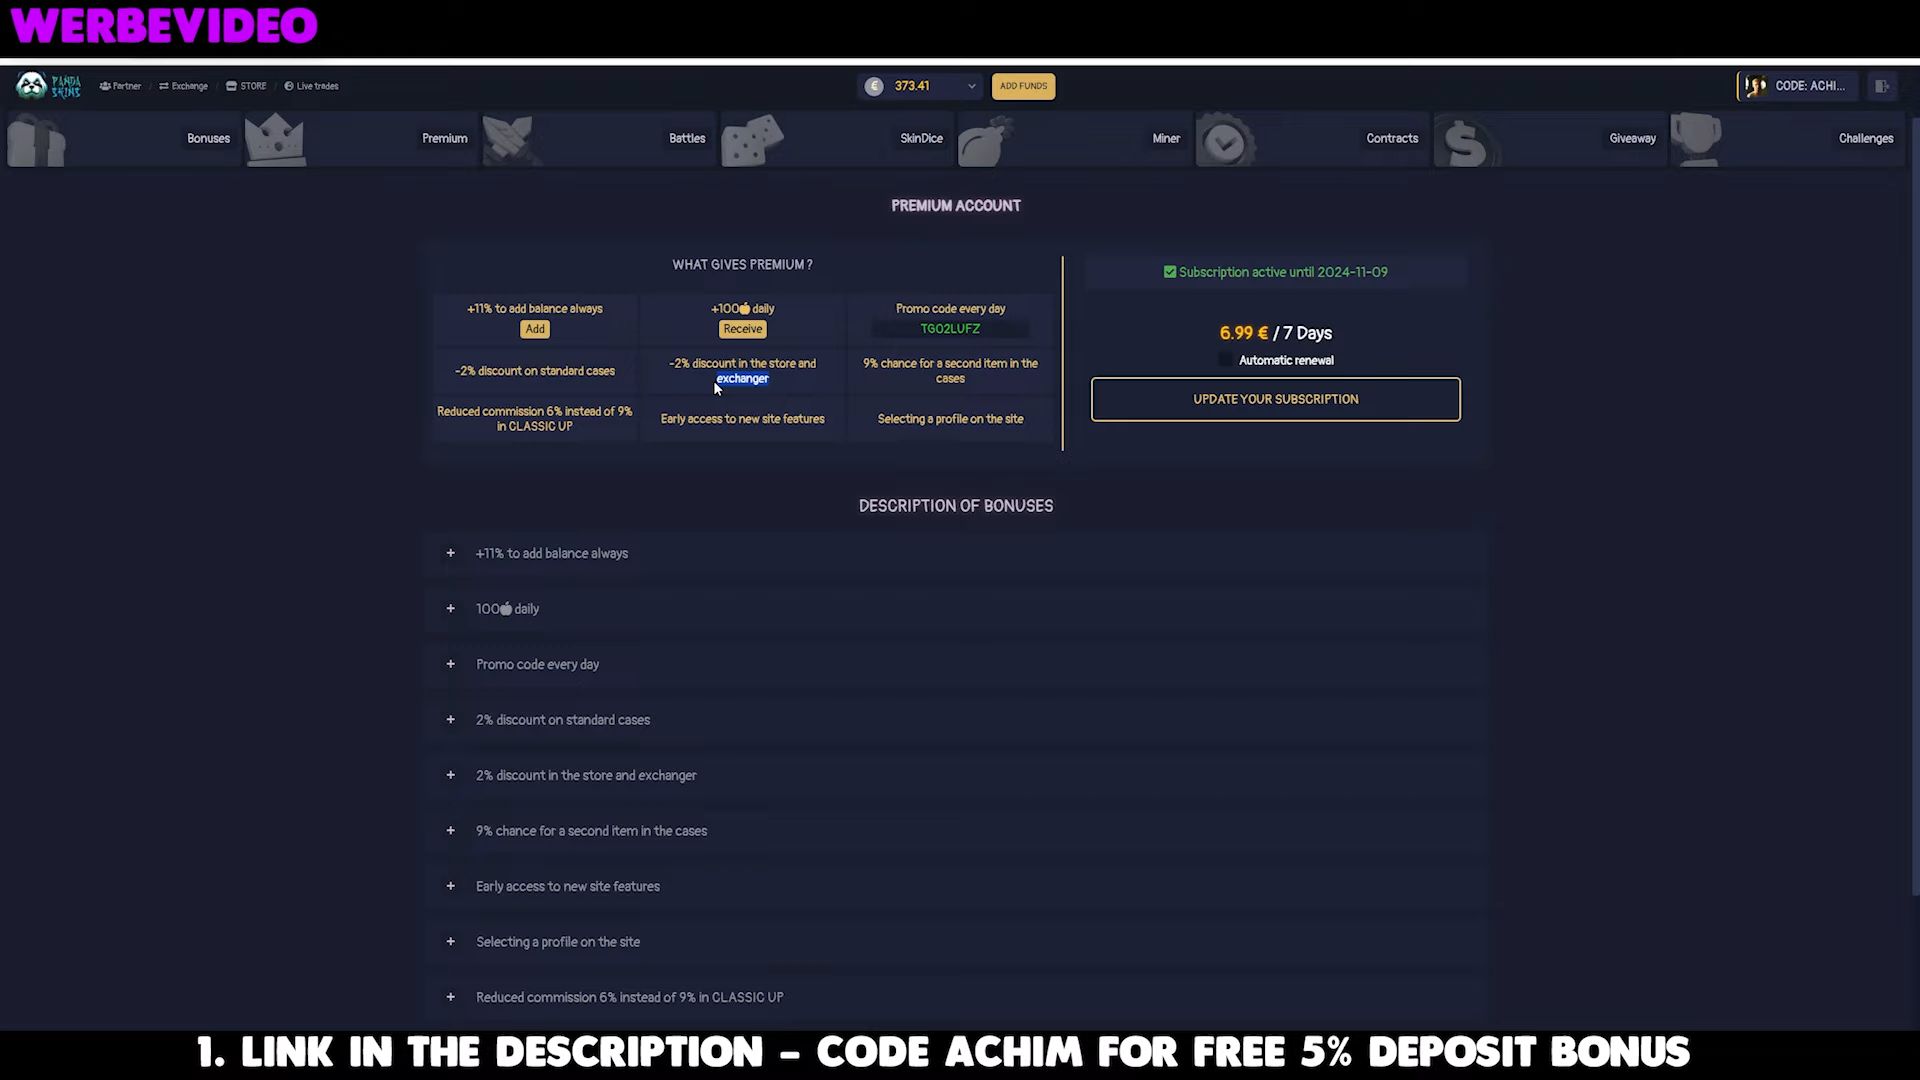 WERBEVIDEO
PANDA
SKINS
Partner / Exchange / STORE / Live trades
€ 373.41
ADD FUNDS
CODE: ACHI...
Bonuses
Premium
Battles
SkinDice
Miner
Contracts
Giveaway
Challenges
PREMIUM ACCOUNT
WHAT GIVES PREMIUM?
+11% to add balance always
Add
+100 daily
Receive
Promo code every day
TGO2LUFZ
-2% discount on standard cases
-2% discount in the store and
exchanger
9% chance for a second item in the
cases
Reduced commission 6% instead of 9%
in CLASSIC UP
Early access to new site features
Selecting a profile on the site
Subscription active until 2024-11-09
6.99 € / 7 Days
Automatic renewal
UPDATE YOUR SUBSCRIPTION
DESCRIPTION OF BONUSES
+ +11% to add balance always
+ 100 daily
+ Promo code every day
+ 2% discount on standard cases
+ 2% discount in the store and exchanger
+ 9% chance for a second item in the cases
+ Early access to new site features
+ Selecting a profile on the site
+ Reduced commission 6% instead of 9% in CLASSIC UP
1. LINK IN THE DESCRIPTION – CODE ACHIM FOR FREE 5% DEPOSIT BONUS